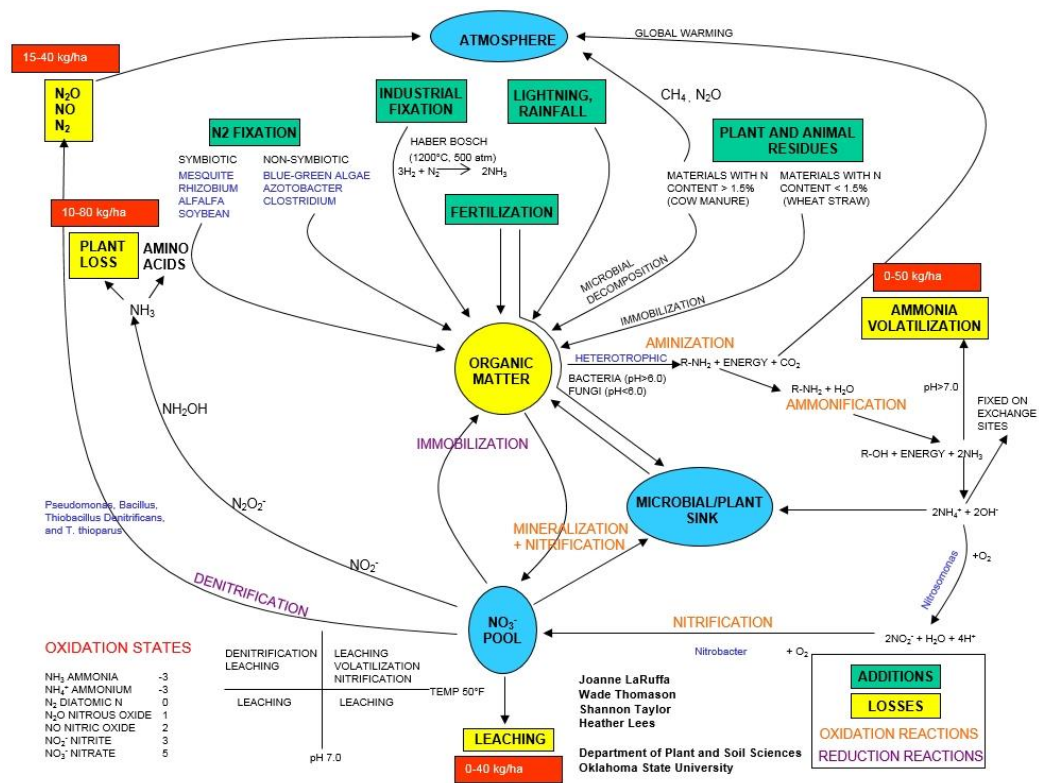 ATMOSPHERE
GLOBAL WARMING
15-40 kg/ha
N₂O
NO
N₂
INDUSTRIAL
FIXATION
LIGHTNING,
RAINFALL
CH₄ , N₂O
N2 FIXATION
PLANT AND ANIMAL
RESIDUES
HABER BOSCH
(1200°C, 500 atm)
3H₂ + N₂ → 2NH₃
SYMBIOTIC
MESQUITE
RHIZOBIUM
ALFALFA
SOYBEAN
NON-SYMBIOTIC
BLUE-GREEN ALGAE
AZOTOBACTER
CLOSTRIDIUM
MATERIALS WITH N
CONTENT > 1.5%
(COW MANURE)
MATERIALS WITH N
CONTENT < 1.5%
(WHEAT STRAW)
FERTILIZATION
10-80 kg/ha
PLANT
LOSS
AMINO
ACIDS
NH₃
MICROBIAL
DECOMPOSITION
IMMOBILIZATION
0-50 kg/ha
AMMONIA
VOLATILIZATION
ORGANIC
MATTER
AMINIZATION
HETEROTROPHIC
R-NH₂ + ENERGY + CO₂
BACTERIA (pH>6.0)
FUNGI (pH<6.0)
R-NH₂ + H₂O
AMMONIFICATION
pH>7.0
FIXED ON
EXCHANGE
SITES
NH₂OH
IMMOBILIZATION
R-OH + ENERGY + 2NH₃
N₂O₂⁻
Pseudomonas, Bacillus,
Thiobacillus Denitrificans,
and T. thioparus
MICROBIAL/PLANT
SINK
2NH₄⁺ + 2OH⁻
MINERALIZATION
+ NITRIFICATION
+O₂
Nitrosomonas
NO₂⁻
DENITRIFICATION
NO₃⁻
POOL
NITRIFICATION
2NO₂⁻ + H₂O + 4H⁺
Nitrobacter
+ O₂
OXIDATION STATES
NH₃ AMMONIA -3
NH₄⁺ AMMONIUM -3
N₂ DIATOMIC N 0
N₂O NITROUS OXIDE 1
NO NITRIC OXIDE 2
NO₂⁻ NITRITE 3
NO₃⁻ NITRATE 5
DENITRIFICATION
LEACHING
LEACHING
VOLATILIZATION
NITRIFICATION
TEMP 50°F
LEACHING
LEACHING
pH 7.0
LEACHING
0-40 kg/ha
Joanne LaRuffa
Wade Thomason
Shannon Taylor
Heather Lees
Department of Plant and Soil Sciences
Oklahoma State University
ADDITIONS
LOSSES
OXIDATION REACTIONS
REDUCTION REACTIONS